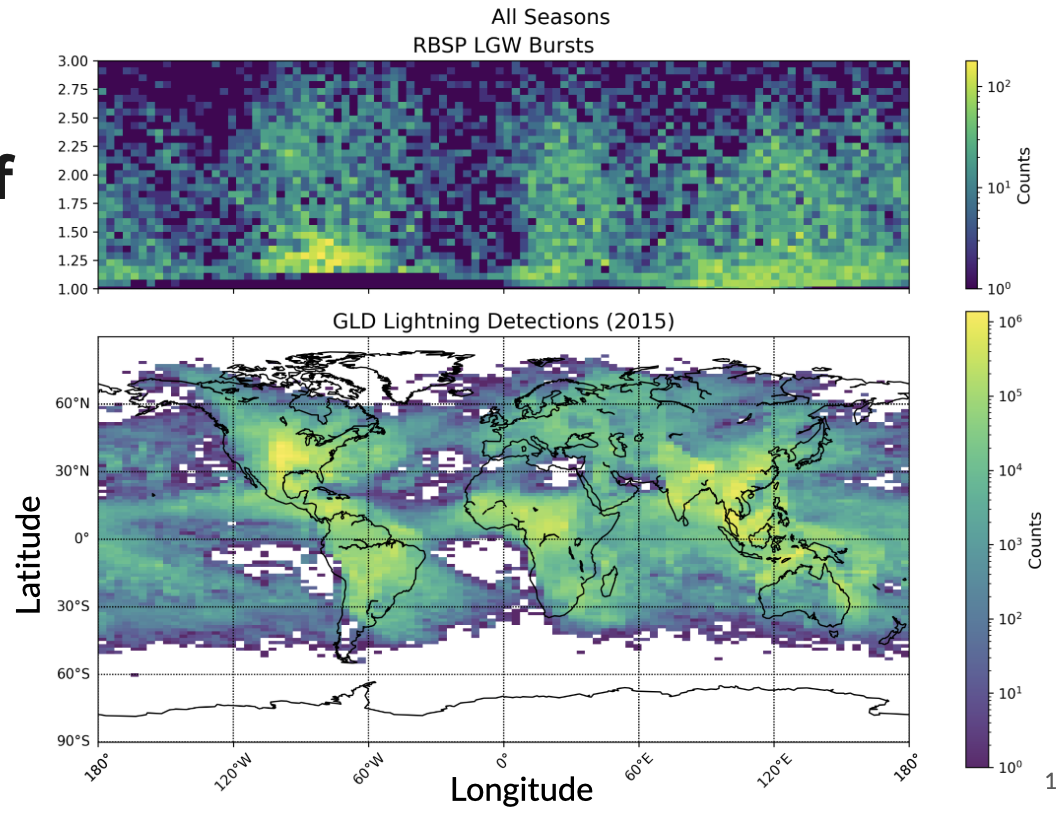 All Seasons
RBSP LGW Bursts
f
3.00
2.75
2.50
2.25
2.00
1.75
1.50
1.25
1.00
10²
10¹
10⁰
Counts
GLD Lightning Detections (2015)
60°N
30°N
0°
30°S
60°S
90°S
Latitude
180°
120°W
60°W
0°
60°E
120°E
180°
Longitude
10⁶
10⁵
10⁴
10³
10²
10¹
10⁰
Counts
1